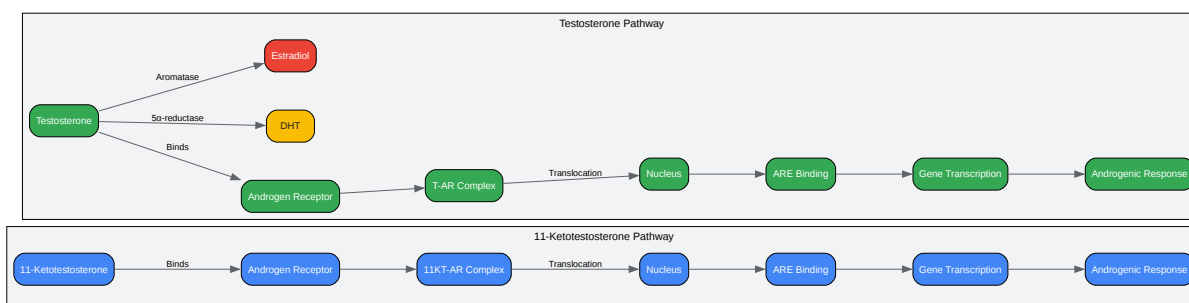 Testosterone Pathway
Estradiol
Aromatase
Testosterone
5α-reductase
DHT
Binds
Androgen Receptor
T-AR Complex
Translocation
Nucleus
ARE Binding
Gene Transcription
Androgenic Response
11-Ketotestosterone Pathway
11-Ketotestosterone
Binds
Androgen Receptor
11KT-AR Complex
Translocation
Nucleus
ARE Binding
Gene Transcription
Androgenic Response